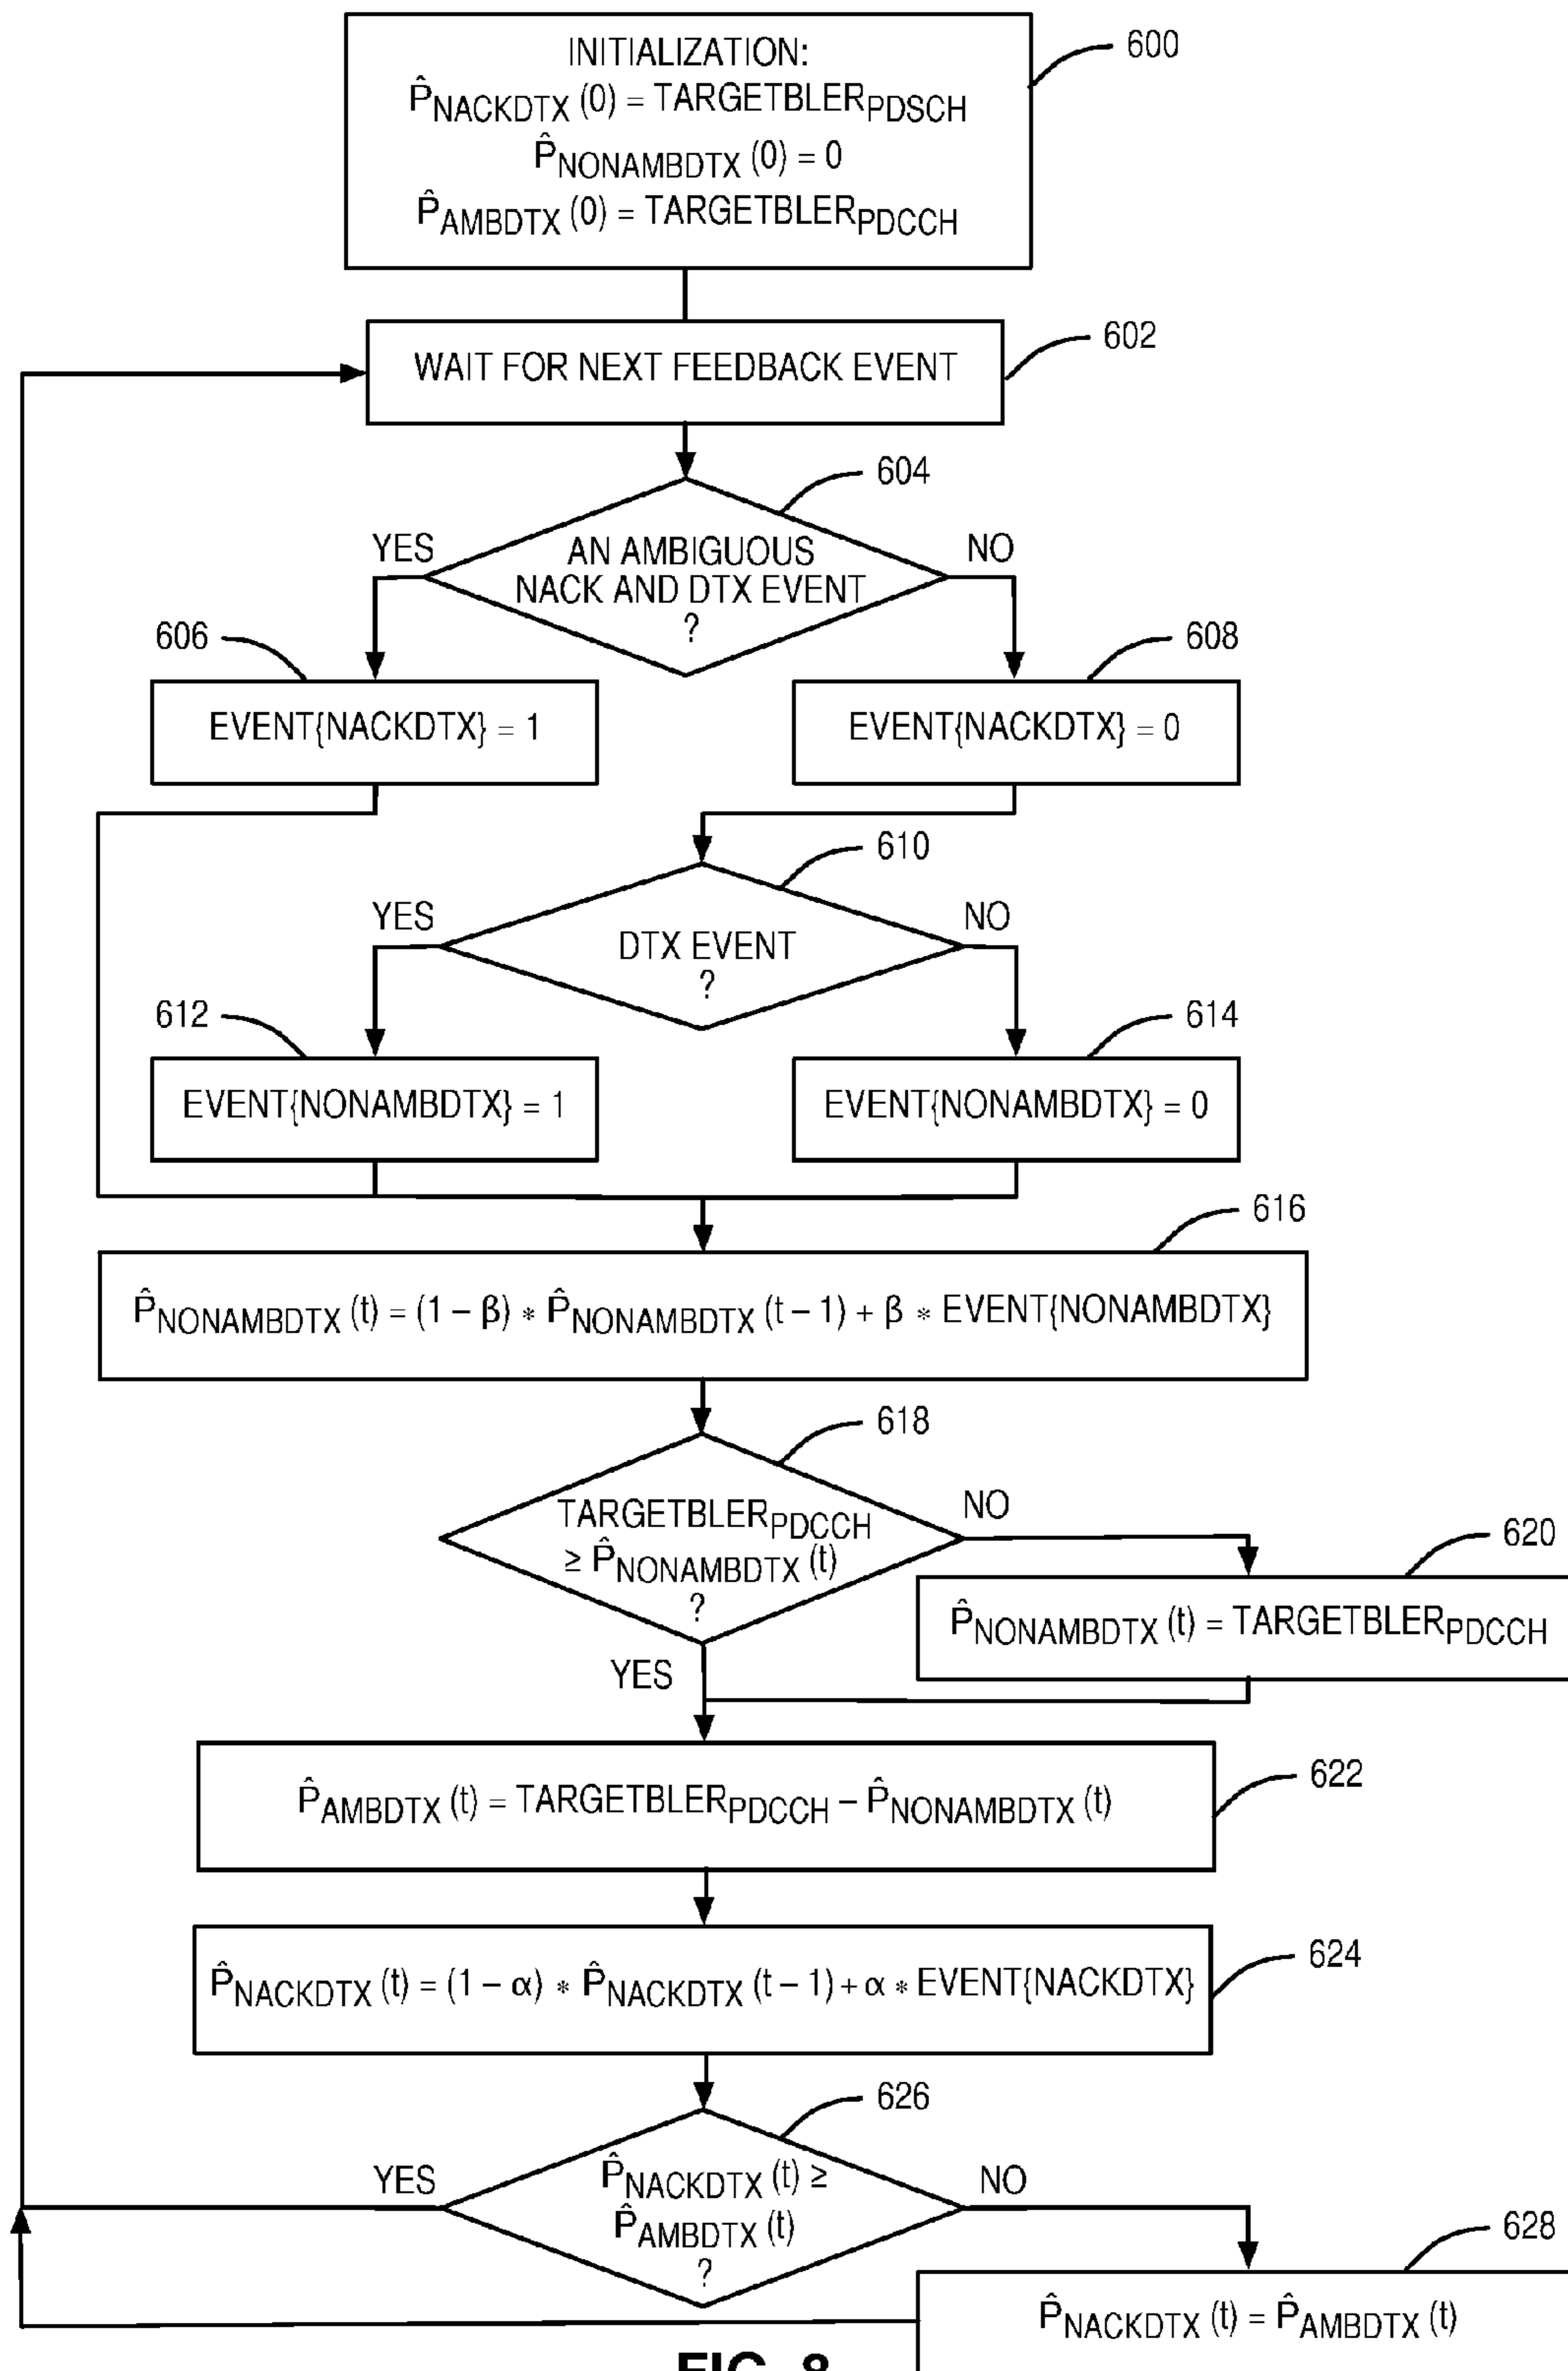 INITIALIZATION:
P̂NACKDTX (0) = TARGETBLERPDSCH
P̂NONAMBDTX (0) = 0
P̂AMBDTX (0) = TARGETBLERPDCCH
600
WAIT FOR NEXT FEEDBACK EVENT
602
604
YES
AN AMBIGUOUS
NACK AND DTX EVENT
?
NO
606
608
EVENT{NACKDTX} = 1
EVENT{NACKDTX} = 0
610
YES
DTX EVENT
?
NO
612
614
EVENT{NONAMBDTX} = 1
EVENT{NONAMBDTX} = 0
616
P̂NONAMBDTX (t) = (1 – β) * P̂NONAMBDTX (t – 1) + β * EVENT{NONAMBDTX}
618
TARGETBLERPDCCH
≥ P̂NONAMBDTX (t)
?
NO
620
P̂NONAMBDTX (t) = TARGETBLERPDCCH
YES
622
P̂AMBDTX (t) = TARGETBLERPDCCH – P̂NONAMBDTX (t)
624
P̂NACKDTX (t) = (1 – α) * P̂NACKDTX (t – 1) + α * EVENT{NACKDTX}
626
YES
P̂NACKDTX (t) ≥
P̂AMBDTX (t)
?
NO
628
P̂NACKDTX (t) = P̂AMBDTX (t)
FIG. 8